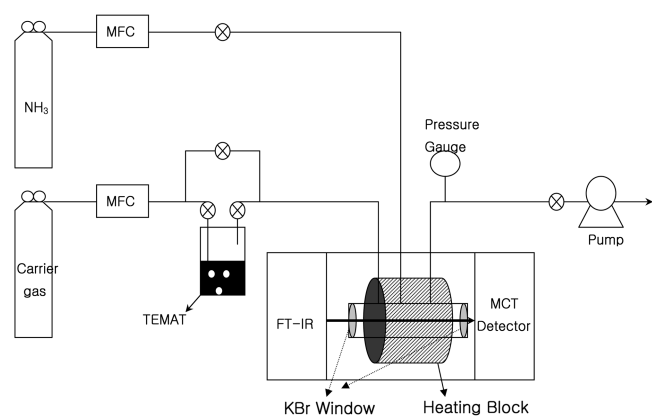 MFC
NH3
Pressure
Gauge
MFC
Carrier
gas
TEMAT
Pump
FT-IR
MCT
Detector
KBr Window
Heating Block